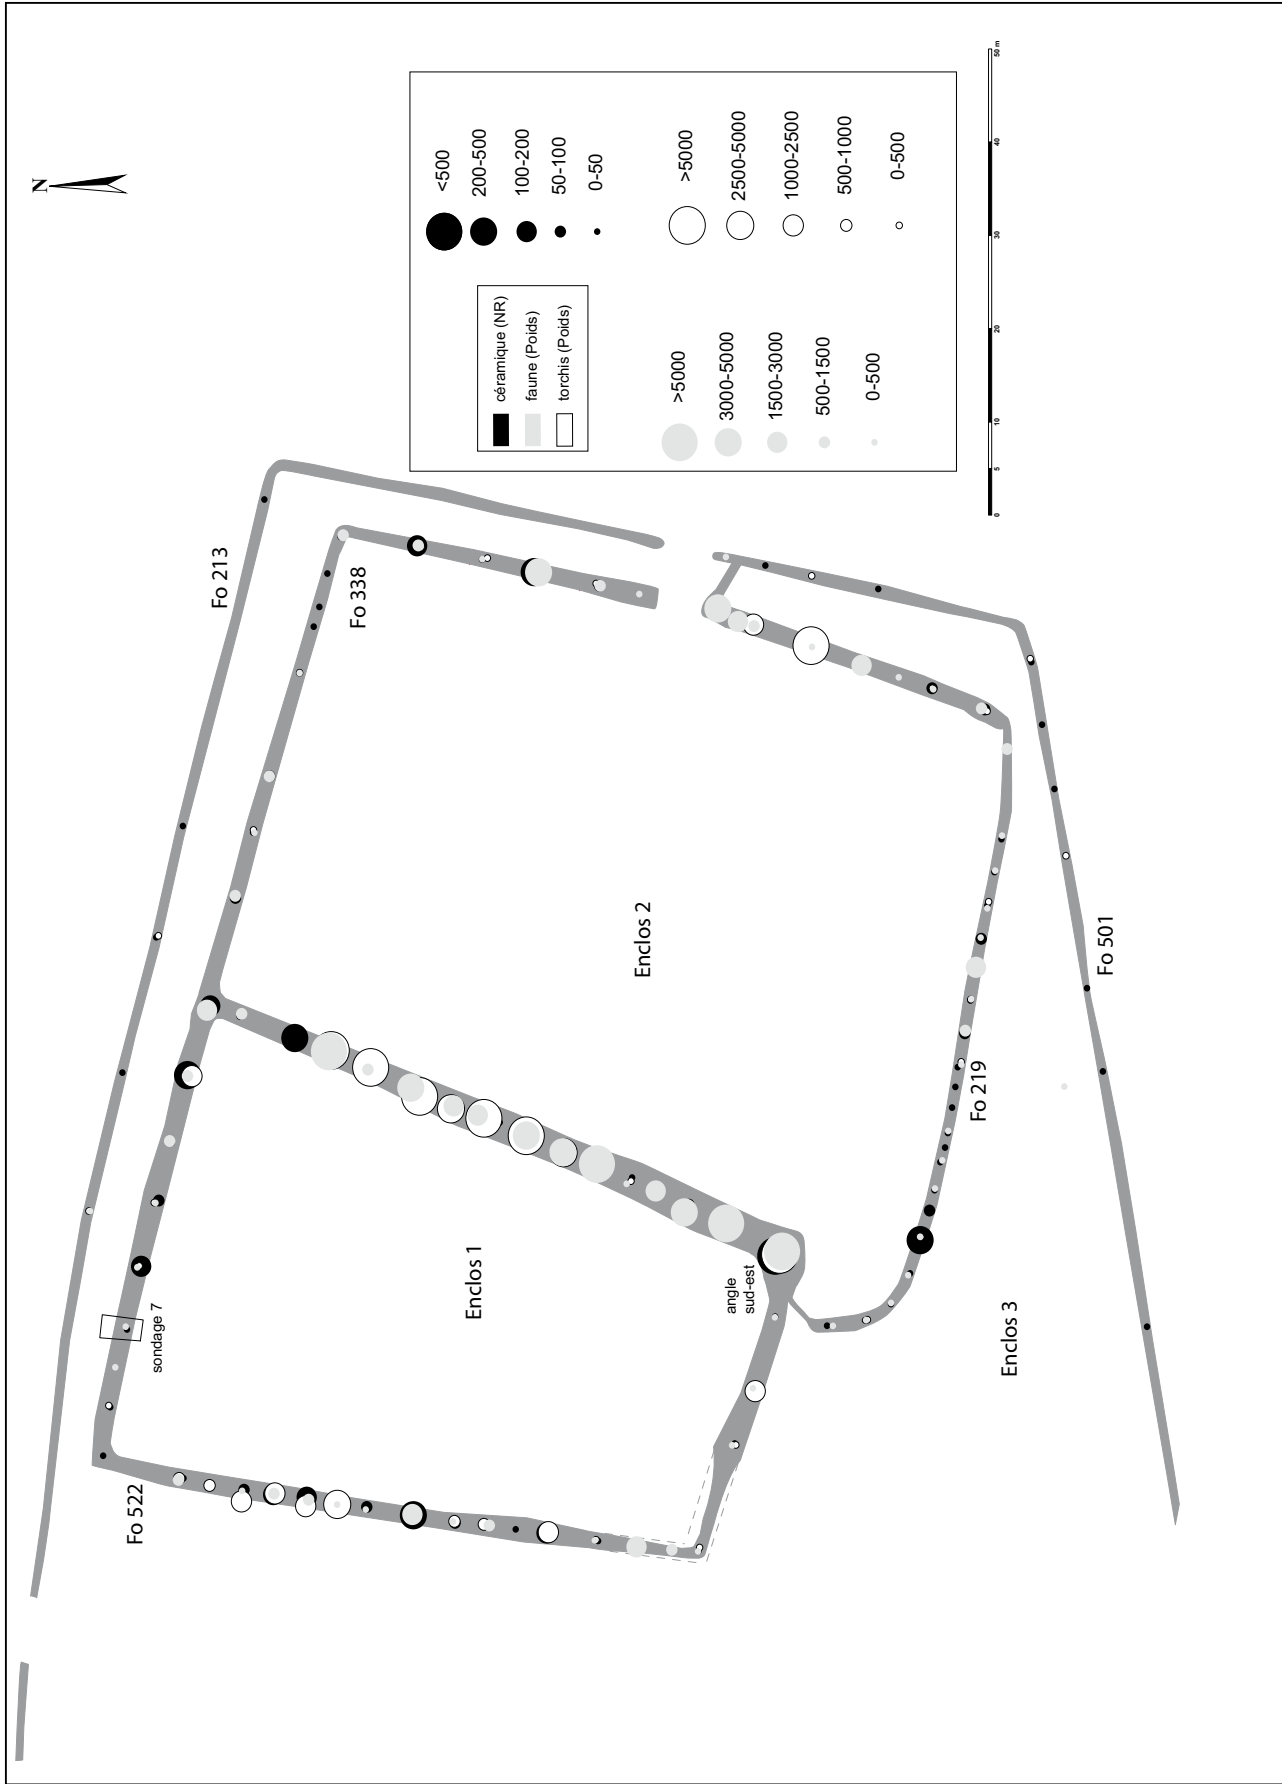 N
<500
200-500
100-200
50-100
0-50
céramique (NR)
faune (Poids)
torchis (Poids)
>5000
3000-5000
1500-3000
500-1500
0-500
>5000
2500-5000
1000-2500
500-1000
0-500
0
5
10
20
30
40
50 m
Fo 213
Fo 338
Enclos 2
Fo 501
Fo 219
Enclos 1
angle
sud-est
sondage 7
Enclos 3
Fo 522